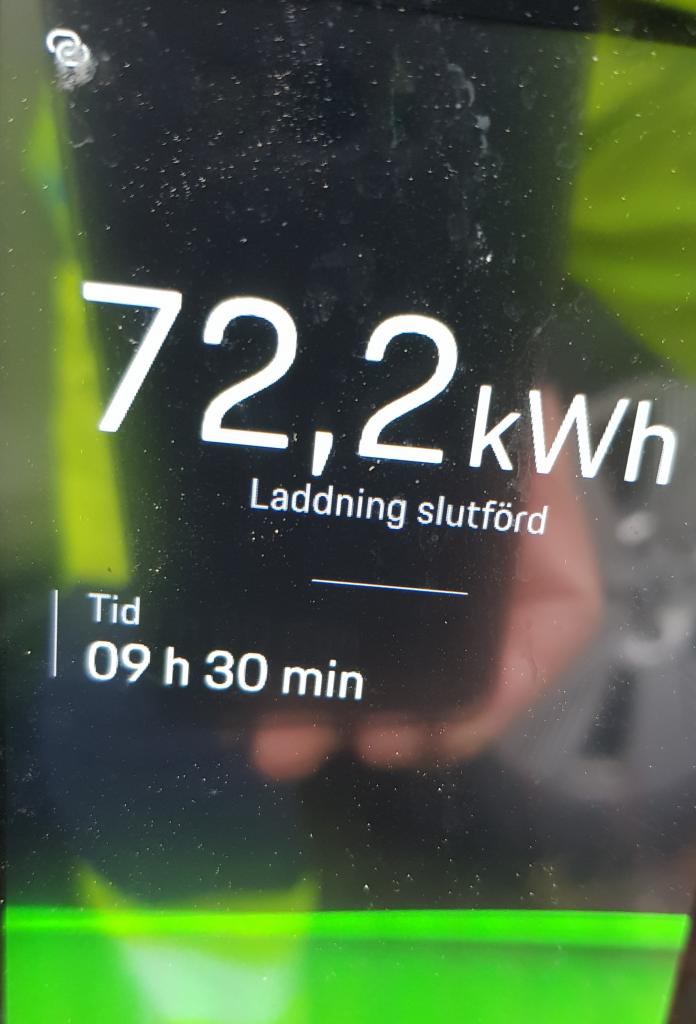 72,2 kWh
Laddning slutförd
Tid
09 h 30 min